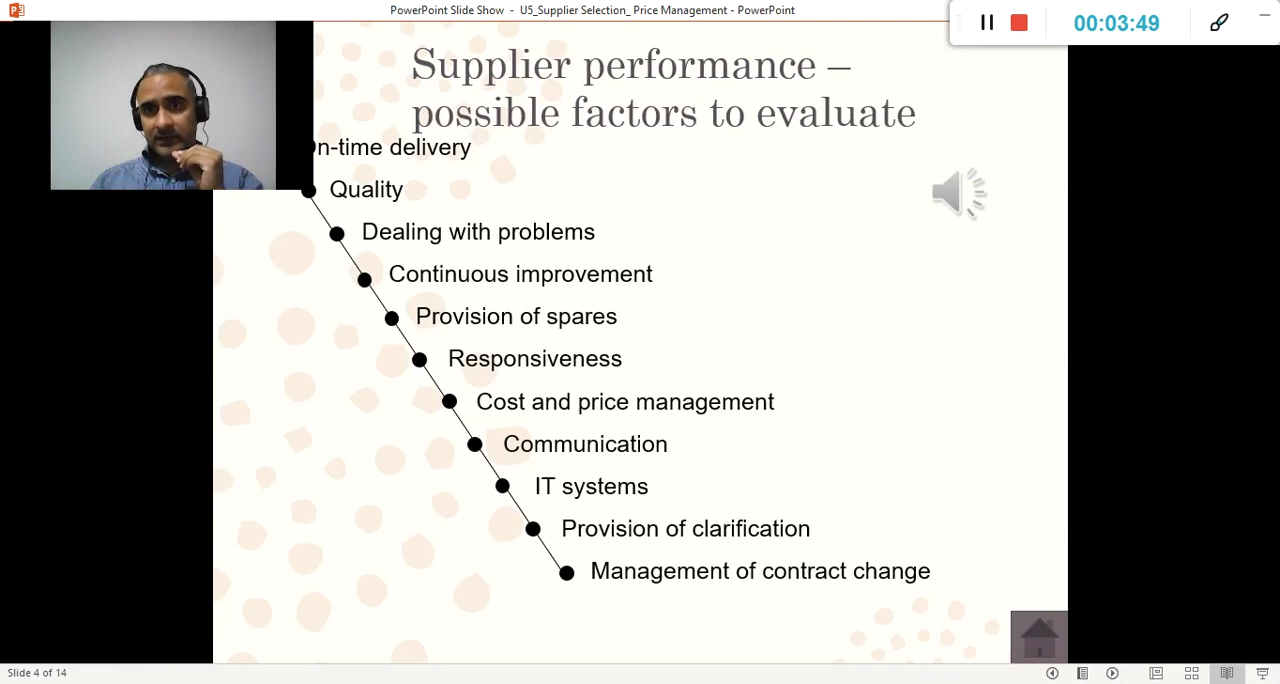 PowerPoint Slide Show - U5_Supplier Selection_ Price Management - PowerPoint
00:03:49
Supplier performance –
possible factors to evaluate
On-time delivery
Quality
Dealing with problems
Continuous improvement
Provision of spares
Responsiveness
Cost and price management
Communication
IT systems
Provision of clarification
Management of contract change
Slide 4 of 14